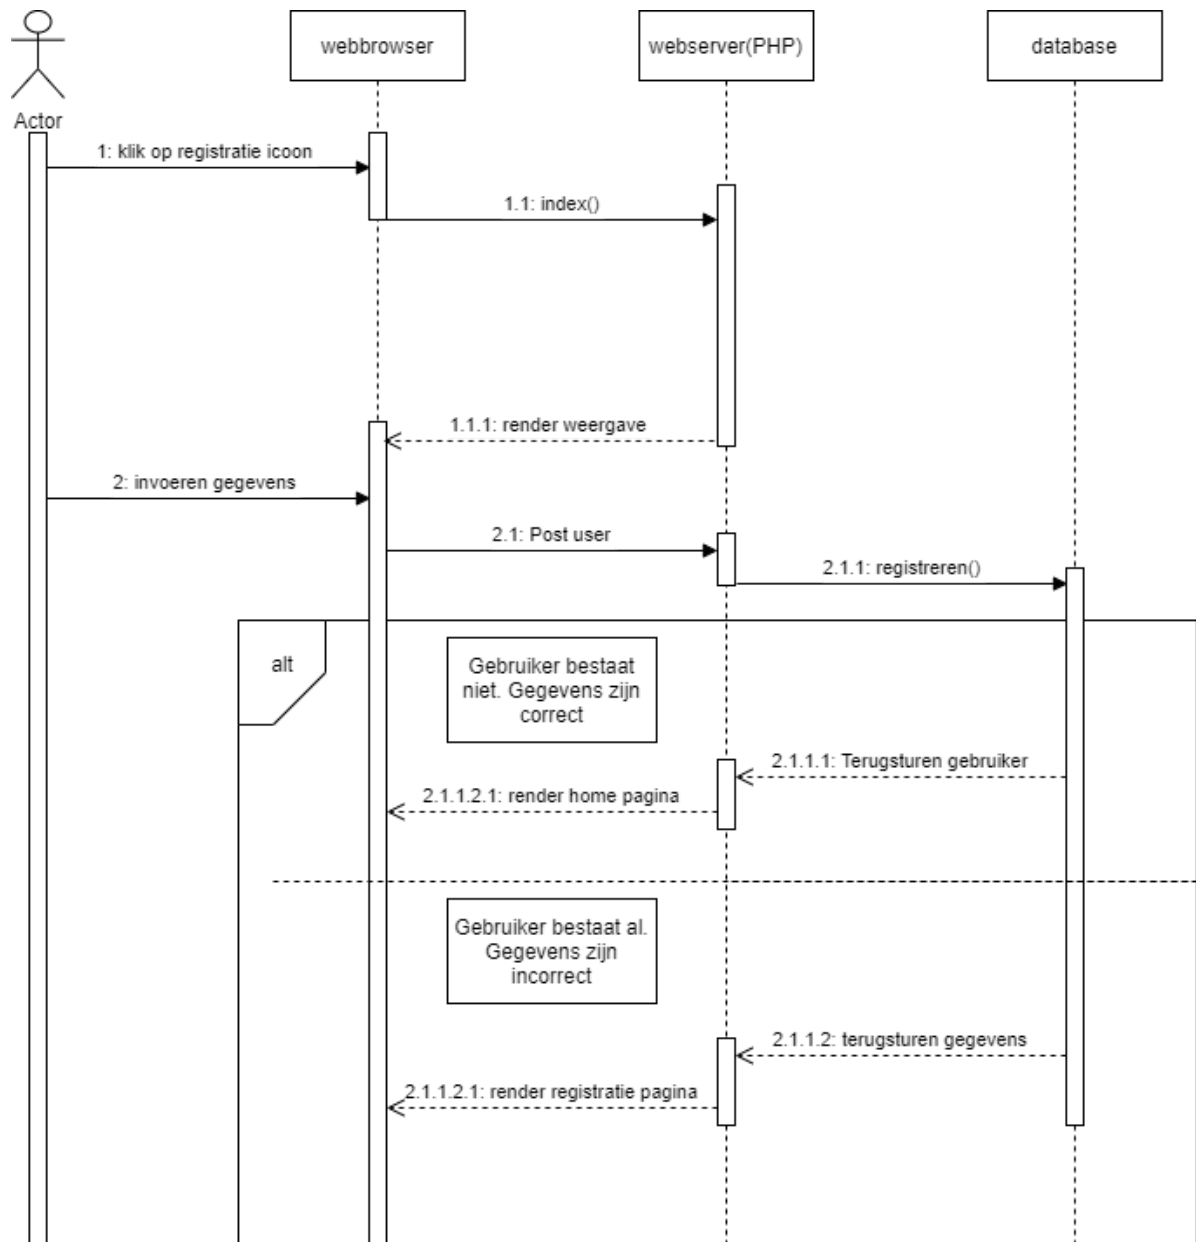 webbrowser
webserver(PHP)
database
Actor
1: klik op registratie icoon
1.1: index()
1.1.1: render weergave
2: invoeren gegevens
2.1: Post user
2.1.1: registreren()
alt
Gebruiker bestaat
niet. Gegevens zijn
correct
2.1.1.1: Terugsturen gebruiker
2.1.1.2.1: render home pagina
Gebruiker bestaat al.
Gegevens zijn
incorrect
2.1.1.2: terugsturen gegevens
2.1.1.2.1: render registratie pagina